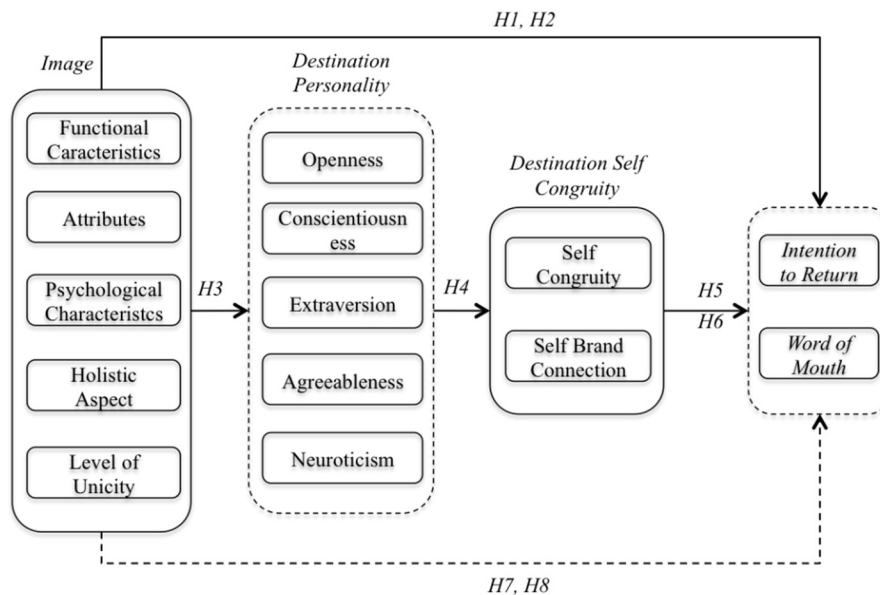 H1, H2
Image
Functional
Caracteristics
Attributes
Psychological
Characteristcs
Holistic
Aspect
Level of
Unicity
H3
Destination
Personality
Openness
Conscientiousn
ess
Extraversion
Agreeableness
Neuroticism
H4
Destination Self
Congruity
Self
Congruity
Self Brand
Connection
H5
H6
Intention
to Return
Word of
Mouth
H7, H8